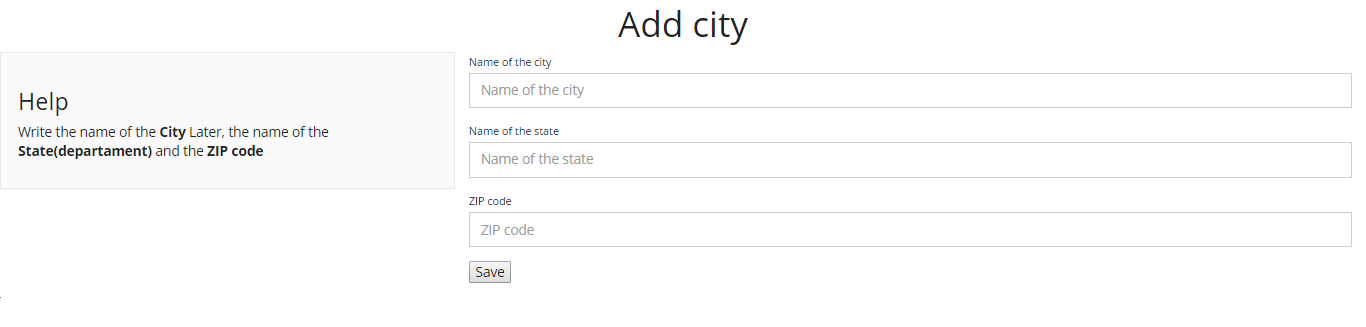 Add city
Help
Write the name of the City Later, the name of the
State(departament) and the ZIP code
Name of the city
Name of the city
Name of the state
Name of the state
ZIP code
ZIP code
Save